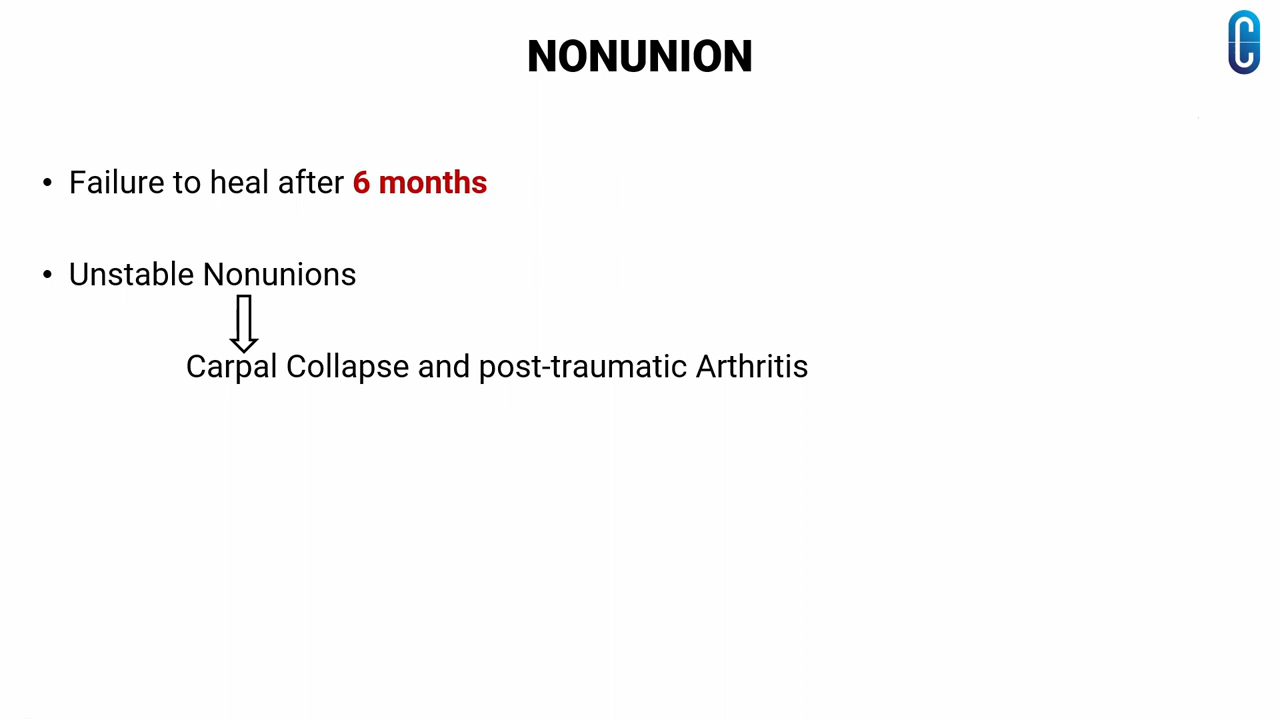 NONUNION
• Failure to heal after 6 months
• Unstable Nonunions
Carpal Collapse and post-traumatic Arthritis